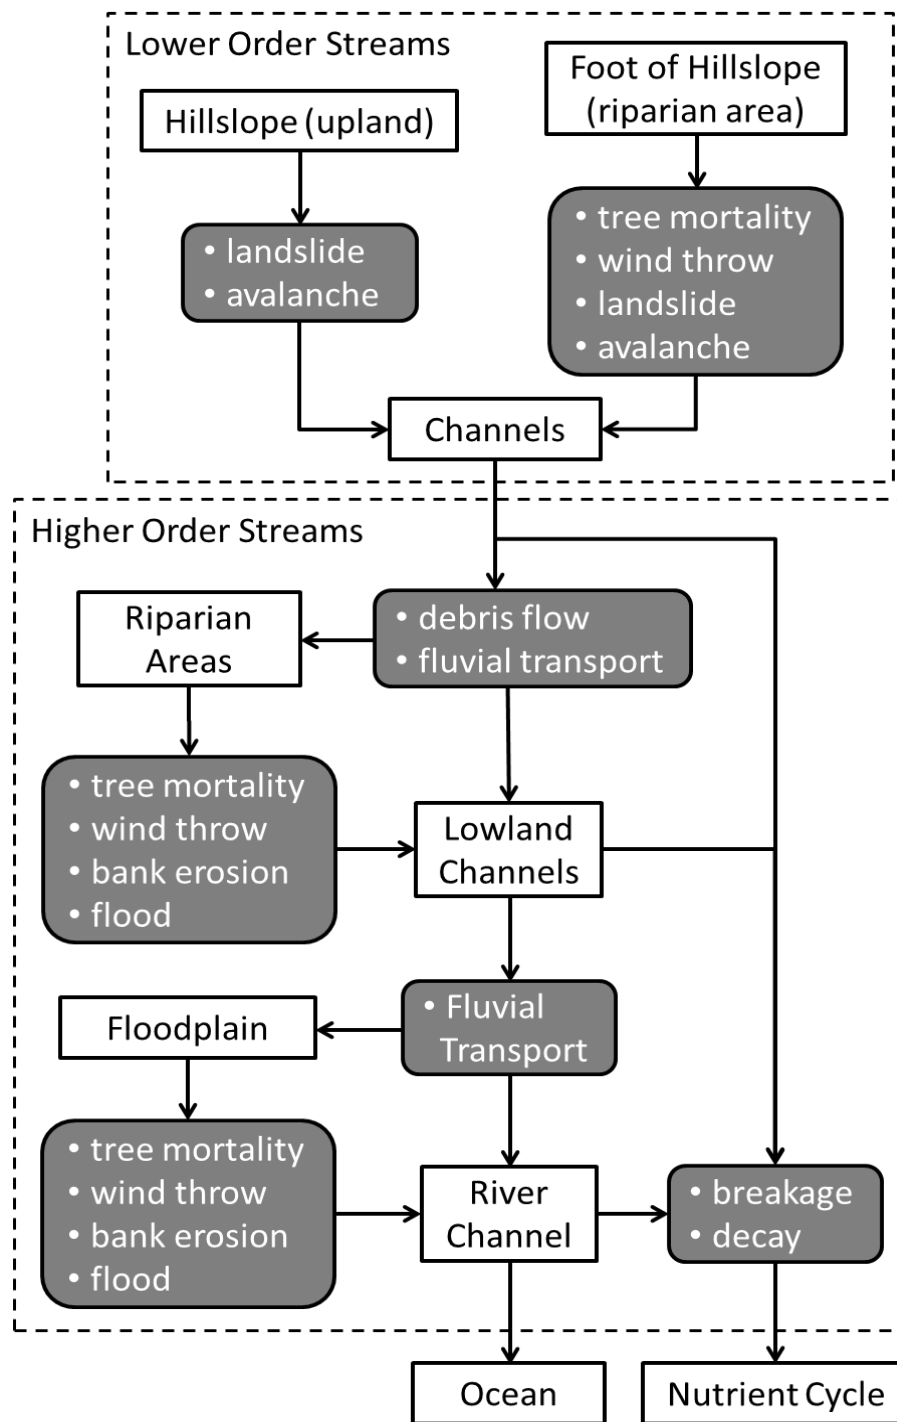 Lower Order Streams
Hillslope (upland)
Foot of Hillslope
(riparian area)
• landslide
• avalanche
• tree mortality
• wind throw
• landslide
• avalanche
Channels
Higher Order Streams
Riparian
Areas
• debris flow
• fluvial transport
• tree mortality
• wind throw
• bank erosion
• flood
Lowland
Channels
Floodplain
• Fluvial
Transport
• tree mortality
• wind throw
• bank erosion
• flood
River
Channel
• breakage
• decay
Ocean
Nutrient Cycle